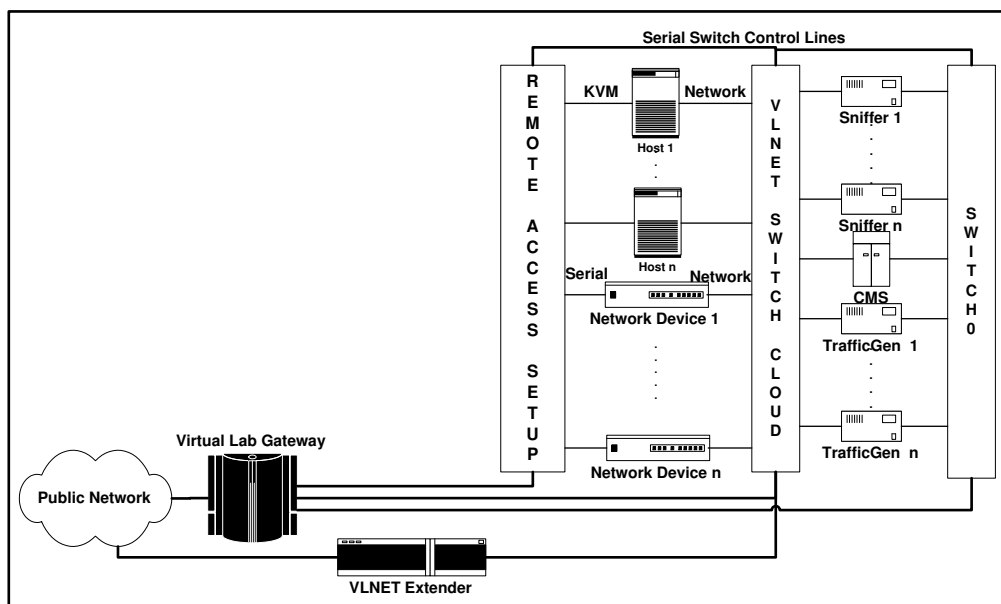 Serial Switch Control Lines
REMOTE ACCESS SETUP
KVM
Network
Host 1
Host n
Serial
Network
Network Device 1
Network Device n
VLNET SWITCH CLOUD
Sniffer 1
Sniffer n
CMS
TrafficGen 1
TrafficGen n
SWITCH0
Virtual Lab Gateway
Public Network
VLNET Extender